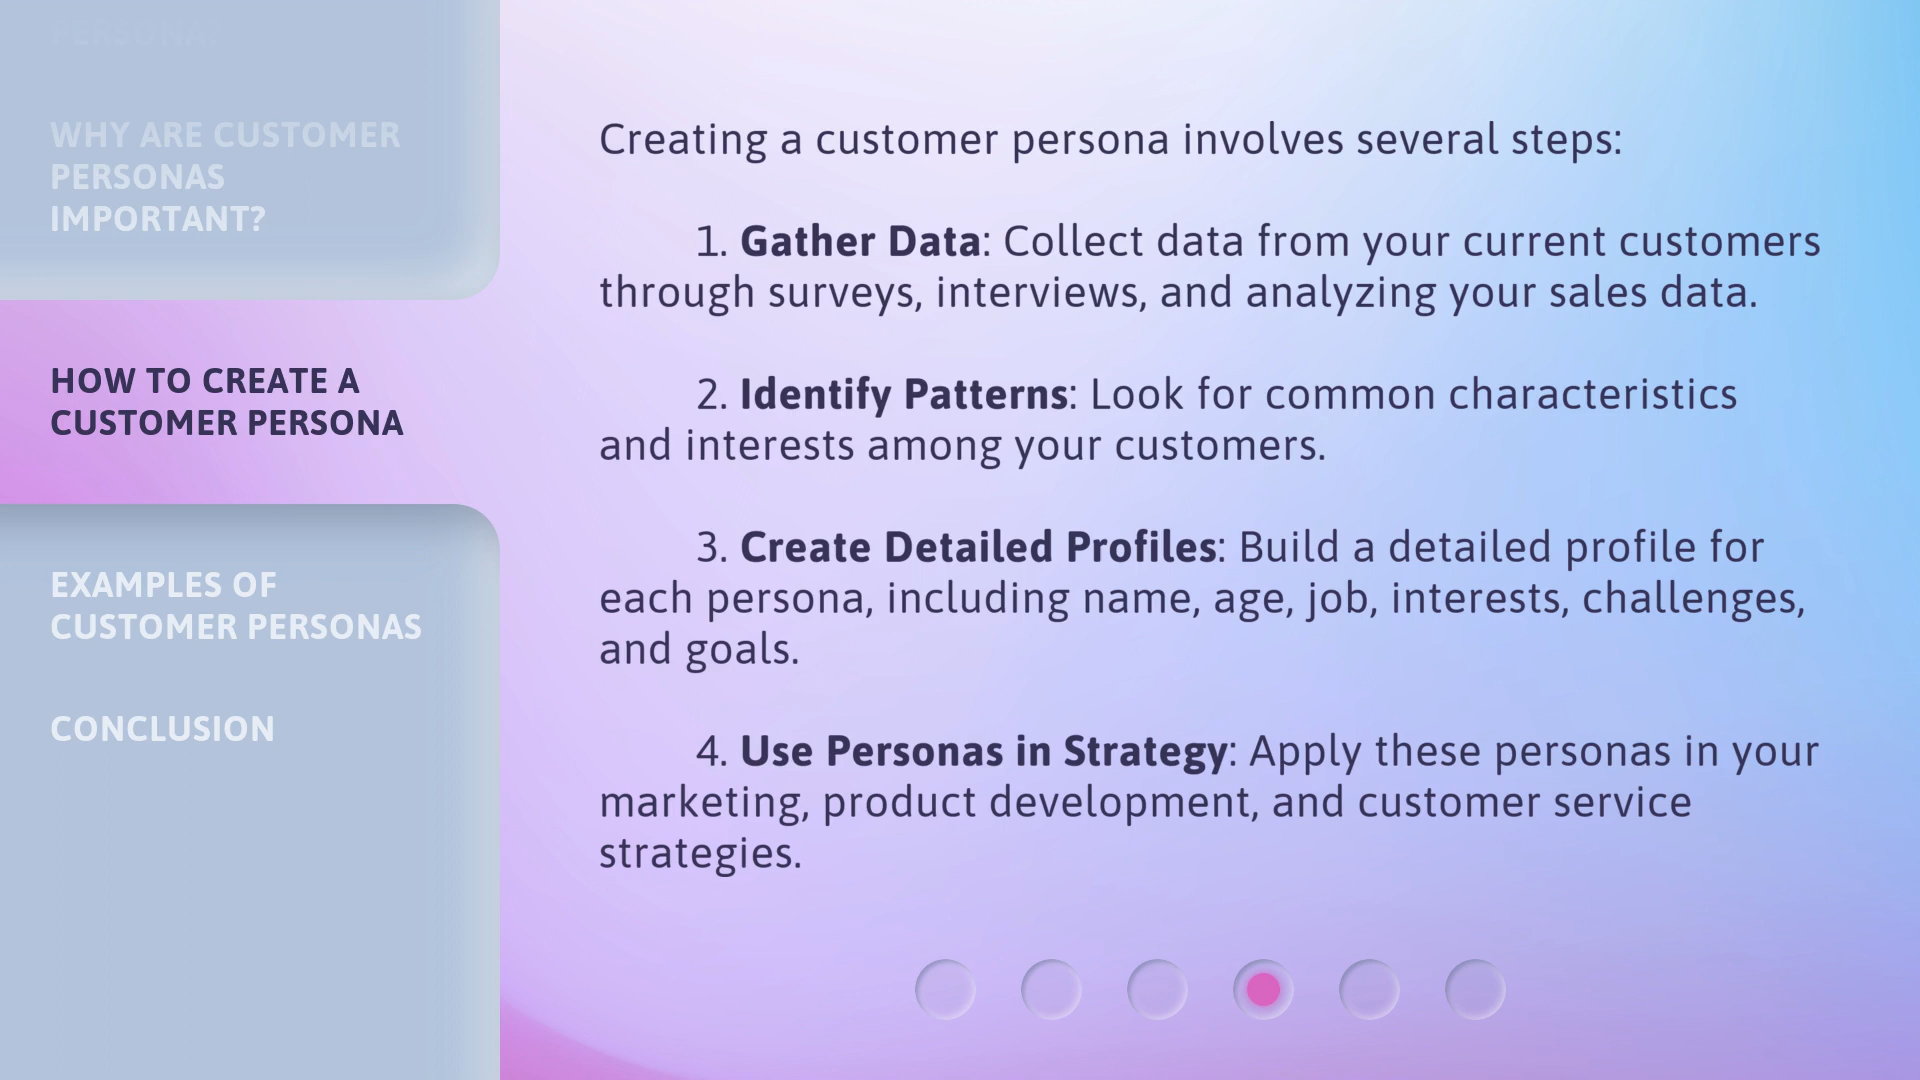 PERSONA?
WHY ARE CUSTOMER
PERSONAS
IMPORTANT?
HOW TO CREATE A
CUSTOMER PERSONA
EXAMPLES OF
CUSTOMER PERSONAS
CONCLUSION
Creating a customer persona involves several steps:
1. Gather Data: Collect data from your current customers
through surveys, interviews, and analyzing your sales data.
2. Identify Patterns: Look for common characteristics
and interests among your customers.
3. Create Detailed Profiles: Build a detailed profile for
each persona, including name, age, job, interests, challenges,
and goals.
4. Use Personas in Strategy: Apply these personas in your
marketing, product development, and customer service
strategies.